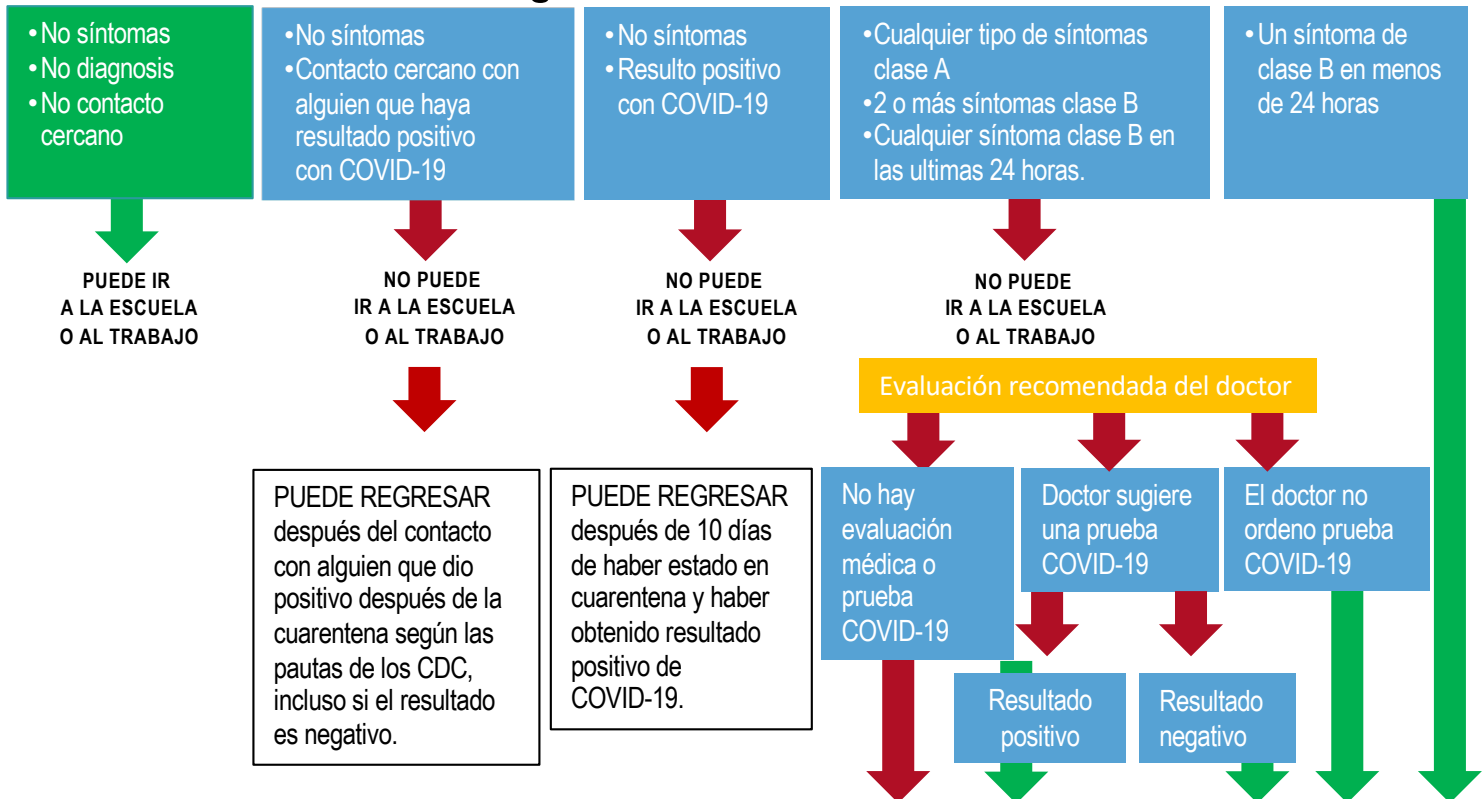 • No síntomas
• No diagnosis
• No contacto
cercano
• No síntomas
• Contacto cercano con
alguien que haya
resultado positivo
con COVID-19
• No síntomas
• Resulto positivo
con COVID-19
• Cualquier tipo de síntomas
clase A
• 2 o más síntomas clase B
• Cualquier síntoma clase B en
las ultimas 24 horas.
• Un síntoma de
clase B en menos
de 24 horas
PUEDE IR
A LA ESCUELA
O AL TRABAJO
NO PUEDE
IR A LA ESCUELA
O AL TRABAJO
NO PUEDE
IR A LA ESCUELA
O AL TRABAJO
NO PUEDE
IR A LA ESCUELA
O AL TRABAJO
Evaluación recomendada del doctor
PUEDE REGRESAR
después del contacto
con alguien que dio
positivo después de la
cuarentena según las
pautas de los CDC,
incluso si el resultado
es negativo.
PUEDE REGRESAR
después de 10 días
de haber estado en
cuarentena y haber
obtenido resultado
positivo de
COVID-19.
No hay
evaluación
médica o
prueba
COVID-19
Doctor sugiere
una prueba
COVID-19
El doctor no
ordeno prueba
COVID-19
Resultado
positivo
Resultado
negativo